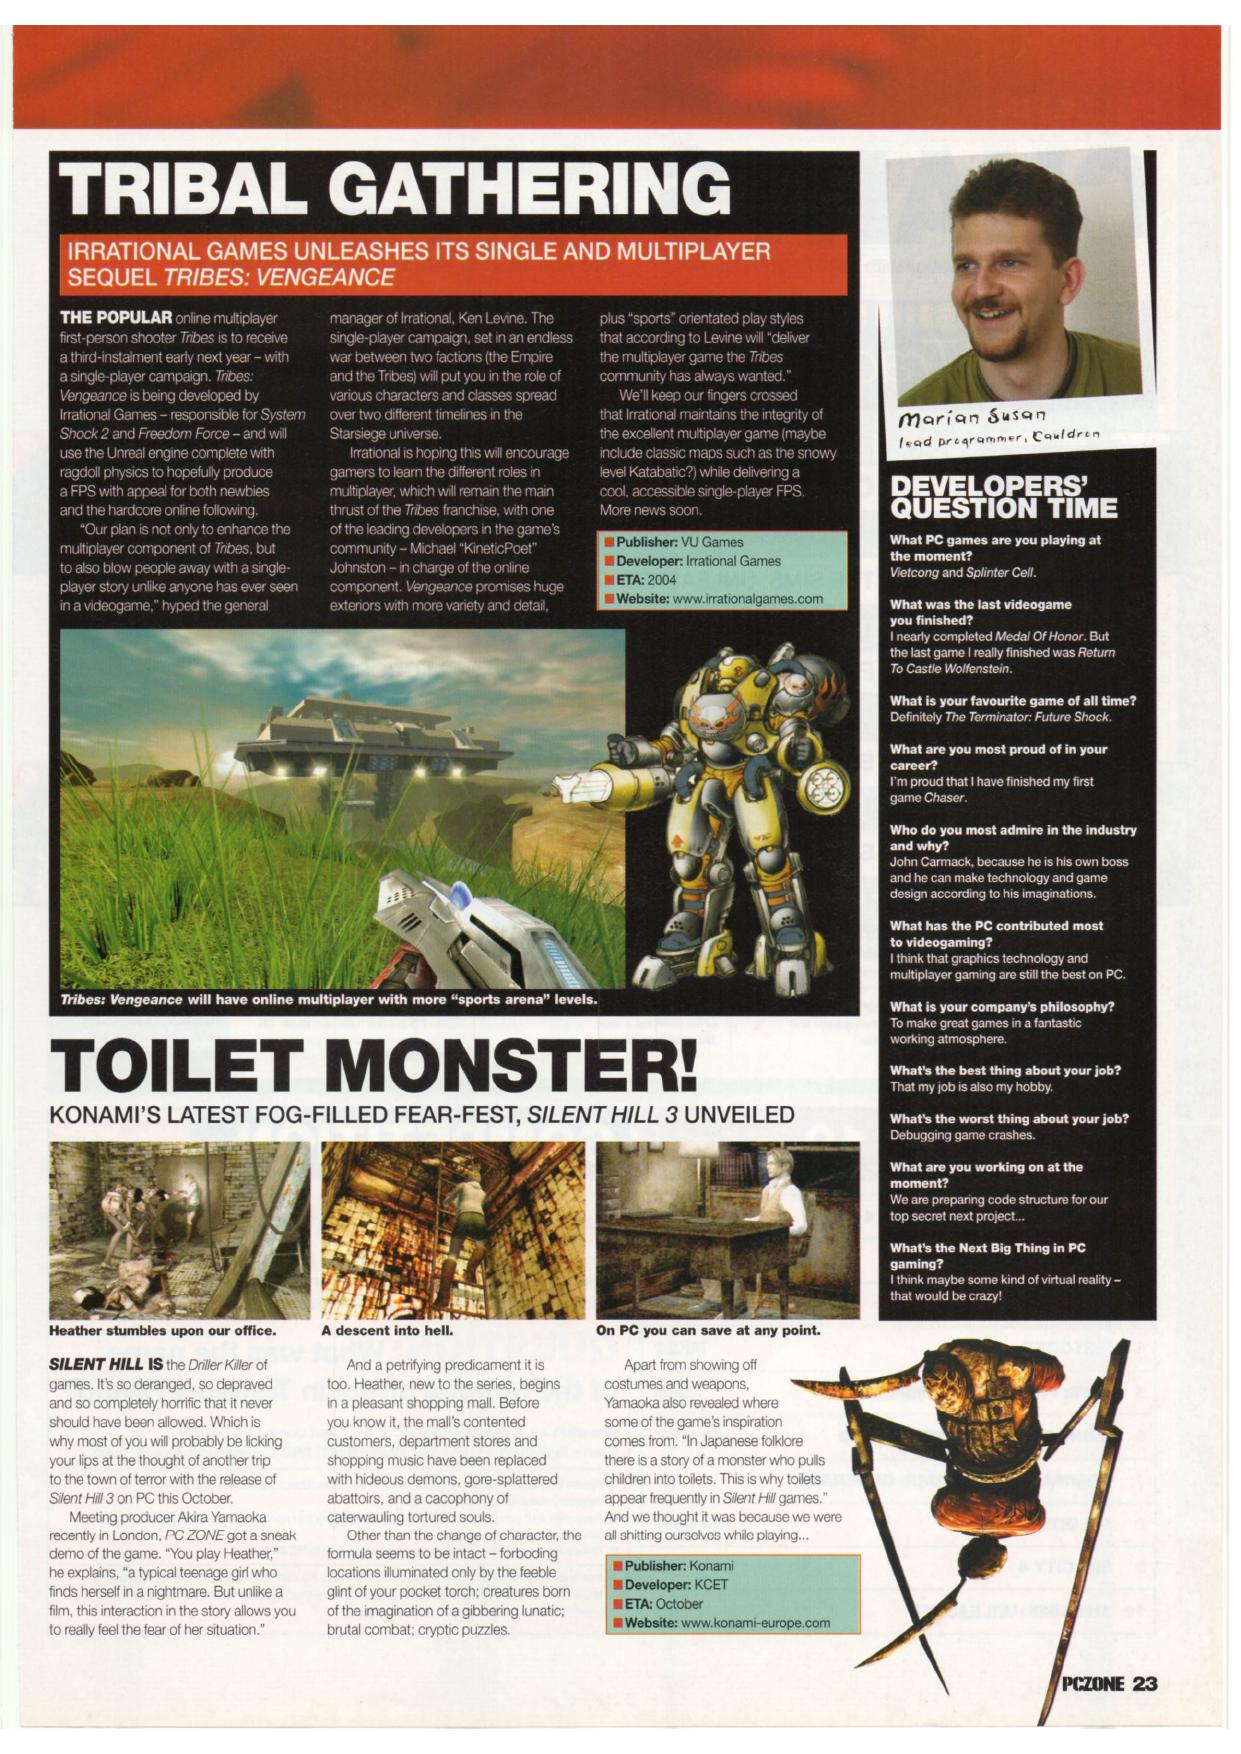 TRIBAL GATHERING
IRRATIONAL GAMES UNLEASHES ITS SINGLE AND MULTIPLAYER
SEQUEL TRIBES: VENGEANCE
THE POPULAR online multiplayer
first-person shooter Tribes is to receive
a third-instalment early next year – with
a single-player campaign. Tribes:
Vengeance is being developed by
Irrational Games – responsible for System
Shock 2 and Freedom Force – and will
use the Unreal engine complete with
ragdoll physics to hopefully produce
a FPS with appeal for both newbies
and the hardcore online following.
"Our plan is not only to enhance the
multiplayer component of Tribes, but
to also blow people away with a single-
player story unlike anyone has ever seen
in a videogame," hyped the general
manager of Irrational, Ken Levine. The
single-player campaign, set in an endless
war between two factions (the Empire
and the Tribes) will put you in the role of
various characters and classes spread
over two different timelines in the
Starsiege universe.
Irrational is hoping this will encourage
gamers to learn the different roles in
multiplayer, which will remain the main
thrust of the Tribes franchise, with one
of the leading developers in the game's
community – Michael "KineticPoet"
Johnston – in charge of the online
component. Vengeance promises huge
exteriors with more variety and detail,
plus "sports" orientated play styles
that according to Levine will "deliver
the multiplayer game the Tribes
community has always wanted."
We'll keep our fingers crossed
that Irrational maintains the integrity of
the excellent multiplayer game (maybe
include classic maps such as the snowy
level Katabatic?) while delivering a
cool, accessible single-player FPS.
More news soon.
Publisher: VU Games
Developer: Irrational Games
ETA: 2004
Website: www.irrationalgames.com
Tribes: Vengeance will have online multiplayer with more "sports arena" levels.
Marian Susan
lead programmer, Cauldron
DEVELOPERS'
QUESTION TIME
What PC games are you playing at
the moment?
Vietcong and Splinter Cell.
What was the last videogame
you finished?
I nearly completed Medal Of Honor. But
the last game I really finished was Return
To Castle Wolfenstein.
What is your favourite game of all time?
Definitely The Terminator: Future Shock.
What are you most proud of in your
career?
I'm proud that I have finished my first
game Chaser.
Who do you most admire in the industry
and why?
John Carmack, because he is his own boss
and he can make technology and game
design according to his imaginations.
What has the PC contributed most
to videogaming?
I think that graphics technology and
multiplayer gaming are still the best on PC.
What is your company's philosophy?
To make great games in a fantastic
working atmosphere.
What's the best thing about your job?
That my job is also my hobby.
What's the worst thing about your job?
Debugging game crashes.
What are you working on at the
moment?
We are preparing code structure for our
top secret next project...
What's the Next Big Thing in PC
gaming?
I think maybe some kind of virtual reality –
that would be crazy!
TOILET MONSTER!
KONAMI'S LATEST FOG-FILLED FEAR-FEST, SILENT HILL 3 UNVEILED
Heather stumbles upon our office.
A descent into hell.
On PC you can save at any point.
SILENT HILL IS the Driller Killer of
games. It's so deranged, so depraved
and so completely horrific that it never
should have been allowed. Which is
why most of you will probably be licking
your lips at the thought of another trip
to the town of terror with the release of
Silent Hill 3 on PC this October.
Meeting producer Akira Yamaoka
recently in London, PC ZONE got a sneak
demo of the game. "You play Heather,"
he explains, "a typical teenage girl who
finds herself in a nightmare. But unlike a
film, this interaction in the story allows you
to really feel the fear of her situation."
And a petrifying predicament it is
too. Heather, new to the series, begins
in a pleasant shopping mall. Before
you know it, the mall's contented
customers, department stores and
shopping music have been replaced
with hideous demons, gore-splattered
abattoirs, and a cacophony of
caterwauling tortured souls.
Other than the change of character, the
formula seems to be intact – forboding
locations illuminated only by the feeble
glint of your pocket torch; creatures born
of the imagination of a gibbering lunatic;
brutal combat; cryptic puzzles.
Apart from showing off
costumes and weapons,
Yamaoka also revealed where
some of the game's inspiration
comes from. "In Japanese folklore
there is a story of a monster who pulls
children into toilets. This is why toilets
appear frequently in Silent Hill games."
And we thought it was because we were
all shitting ourselves while playing...
Publisher: Konami
Developer: KCET
ETA: October
Website: www.konami-europe.com
PCZONE 23